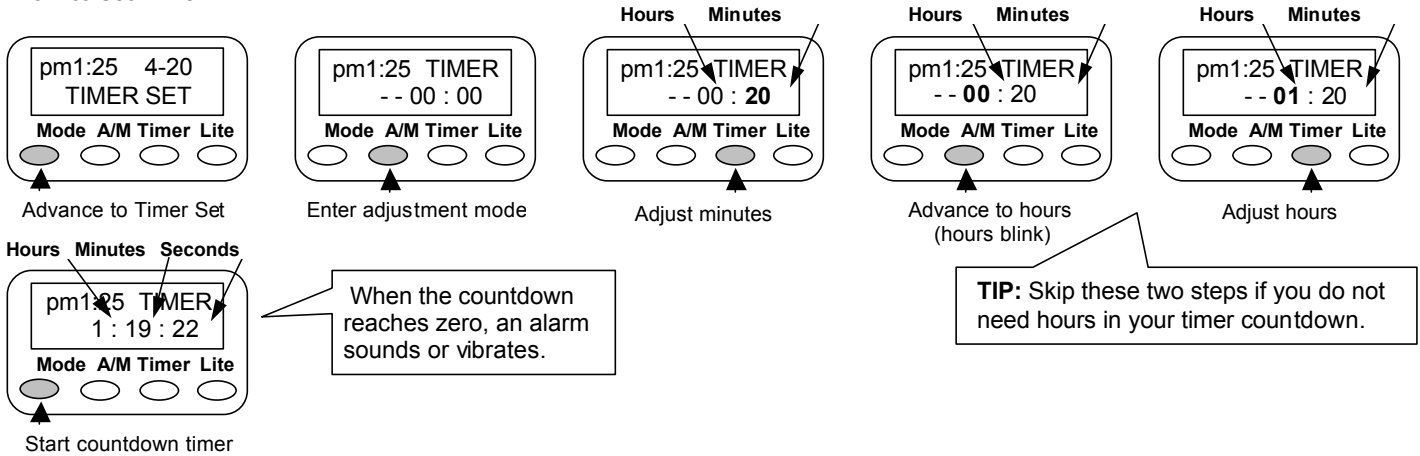 Hours Minutes
Hours Minutes
Hours Minutes
pm1:25 4-20
TIMER SET
Mode A/M Timer Lite
Advance to Timer Set
pm1:25 TIMER
- - 00 : 00
Mode A/M Timer Lite
Enter adjustment mode
pm1:25 TIMER
- - 00 : 20
Mode A/M Timer Lite
Adjust minutes
pm1:25 TIMER
- - 00 : 20
Mode A/M Timer Lite
Advance to hours
(hours blink)
pm1:25 TIMER
- - 01 : 20
Mode A/M Timer Lite
Adjust hours
Hours Minutes Seconds
pm1:25 TIMER
1 : 19 : 22
Mode A/M Timer Lite
Start countdown timer
When the countdown
reaches zero, an alarm
sounds or vibrates.
TIP: Skip these two steps if you do not
need hours in your timer countdown.